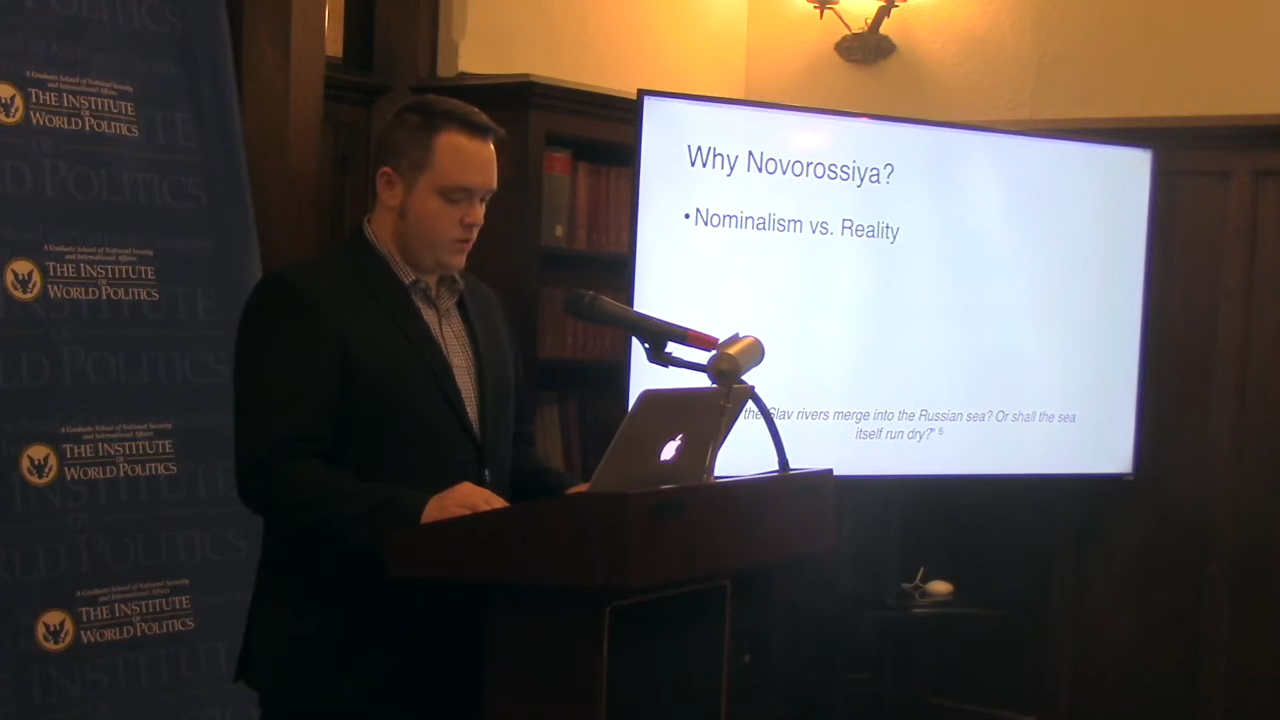 POLITICS
A Graduate School of National Security
and International Affairs
THE INSTITUTE
OF
WORLD POLITICS
A Graduate School of National Security
and International Affairs
THE INSTITUTE
OF
WORLD POLITICS
A Graduate School of National Security
and International Affairs
THE INSTITUTE
OF
WORLD POLITICS
A Graduate School of National Security
and International Affairs
THE INSTITUTE
OF
WORLD POLITICS
Why Novorossiya?
• Nominalism vs. Reality
the Slav rivers merge into the Russian sea? Or shall the sea
itself run dry?" 6